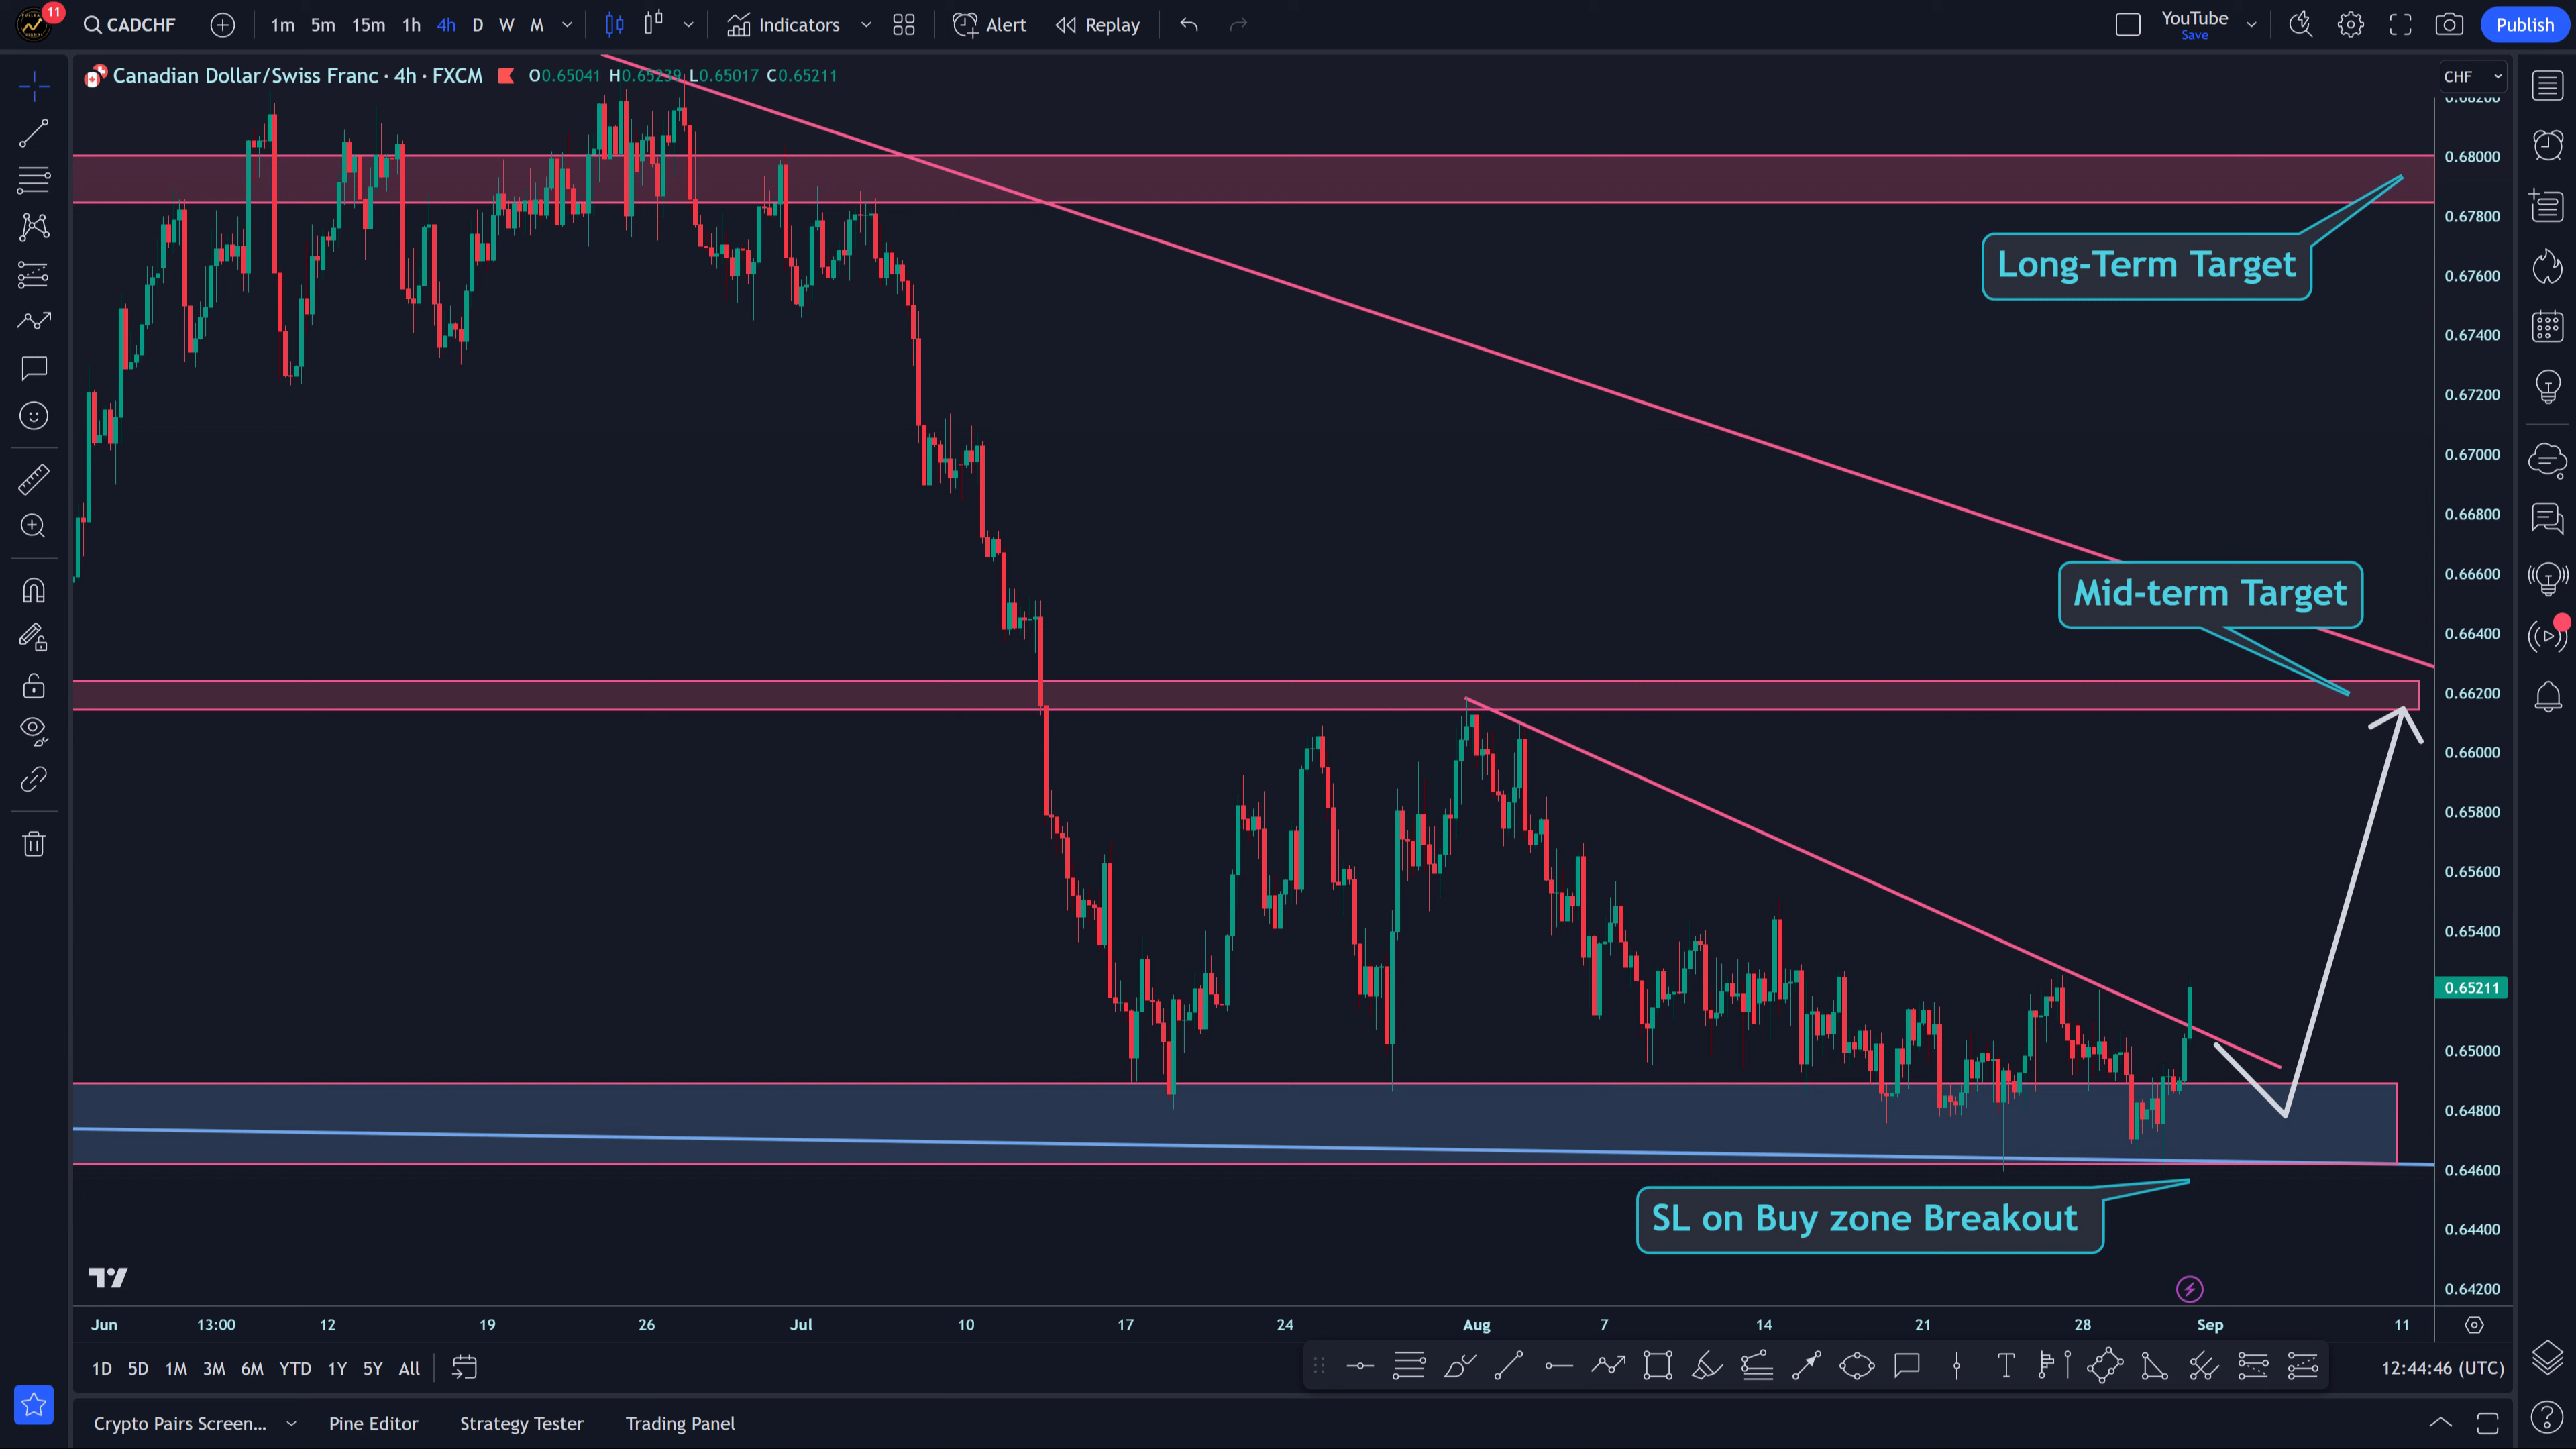 11
CADCHF
1m 5m 15m 1h 4h D W M
Indicators
Alert
Replay
YouTube
Save
Publish
Canadian Dollar/Swiss Franc · 4h · FXCM O0.65041 H0.65239 L0.65017 C0.65211
CHF
0.68200
0.68000
0.67800
Long-Term Target
0.67600
0.67400
0.67200
0.67000
0.66800
0.66600
Mid-term Target
0.66400
0.66200
0.66000
0.65800
0.65600
0.65400
0.65211
0.65000
0.64800
0.64600
SL on Buy zone Breakout
0.64400
0.64200
Jun 13:00 12 19 26 Jul 10 17 24 Aug 7 14 21 28 Sep 11
1D 5D 1M 3M 6M YTD 1Y 5Y All
12:44:46 (UTC)
Crypto Pairs Screen... Pine Editor Strategy Tester Trading Panel